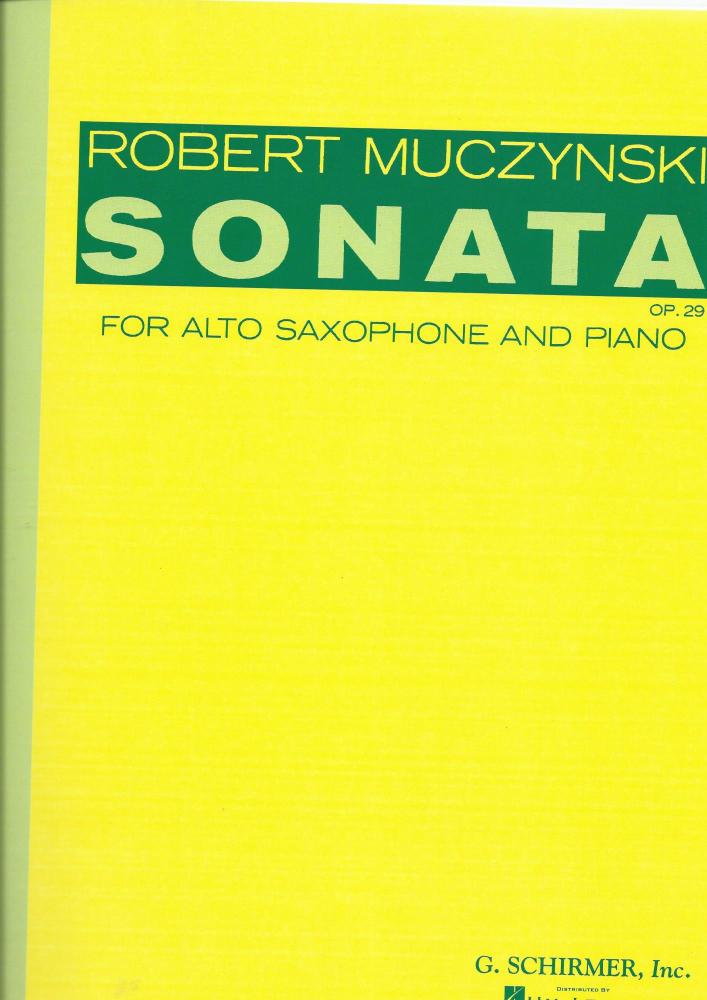 ROBERT MUCZYNSKI
SONATA
OP. 29
FOR ALTO SAXOPHONE AND PIANO
G. SCHIRMER, Inc.
DISTRIBUTED BY